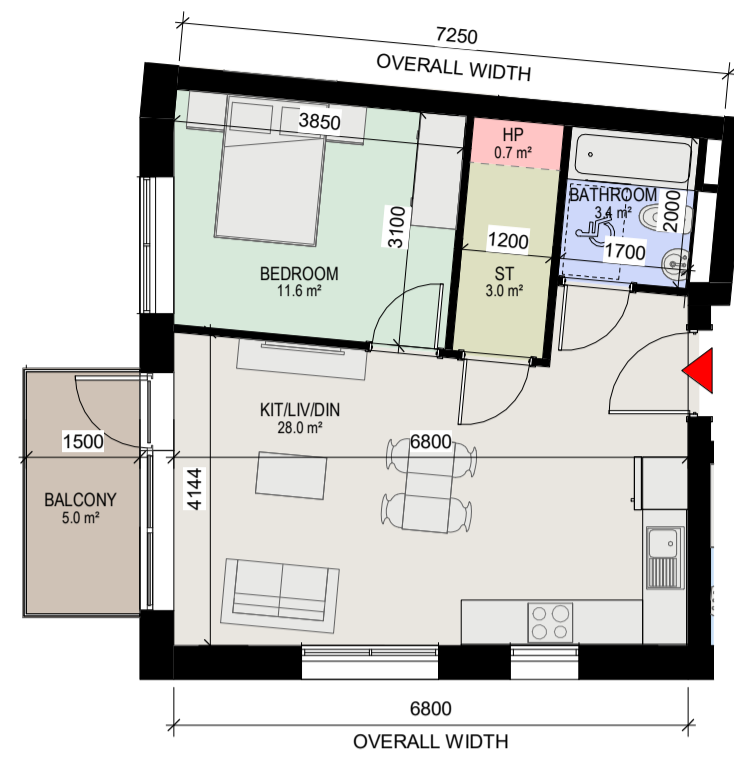 7250
OVERALL WIDTH
3850
HP
0.7 m²
BATHROOM
3.4 m²
2000
3100
1200
1700
BEDROOM
11.6 m²
ST
3.0 m²
KIT/LIV/DIN
28.0 m²
1500
6800
4144
BALCONY
5.0 m²
6800
OVERALL WIDTH